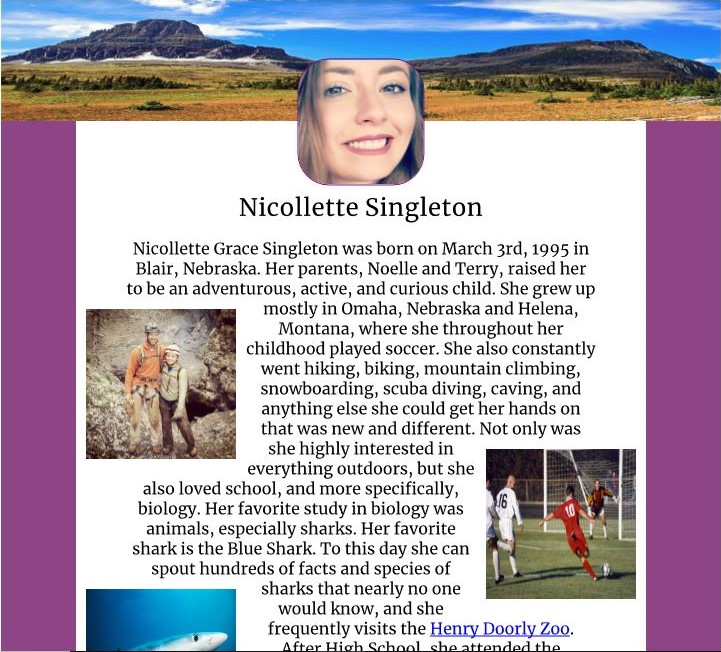 Nicollette Singleton
Nicollette Grace Singleton was born on March 3rd, 1995 in
Blair, Nebraska. Her parents, Noelle and Terry, raised her
to be an adventurous, active, and curious child. She grew up
mostly in Omaha, Nebraska and Helena,
Montana, where she throughout her
childhood played soccer. She also constantly
went hiking, biking, mountain climbing,
snowboarding, scuba diving, caving, and
anything else she could get her hands on
that was new and different. Not only was
she highly interested in
everything outdoors, but she
also loved school, and more specifically,
biology. Her favorite study in biology was
animals, especially sharks. Her favorite
shark is the Blue Shark. To this day she can
spout hundreds of facts and species of
sharks that nearly no one
would know, and she
frequently visits the Henry Doorly Zoo.
After High School, she attended the
16
10